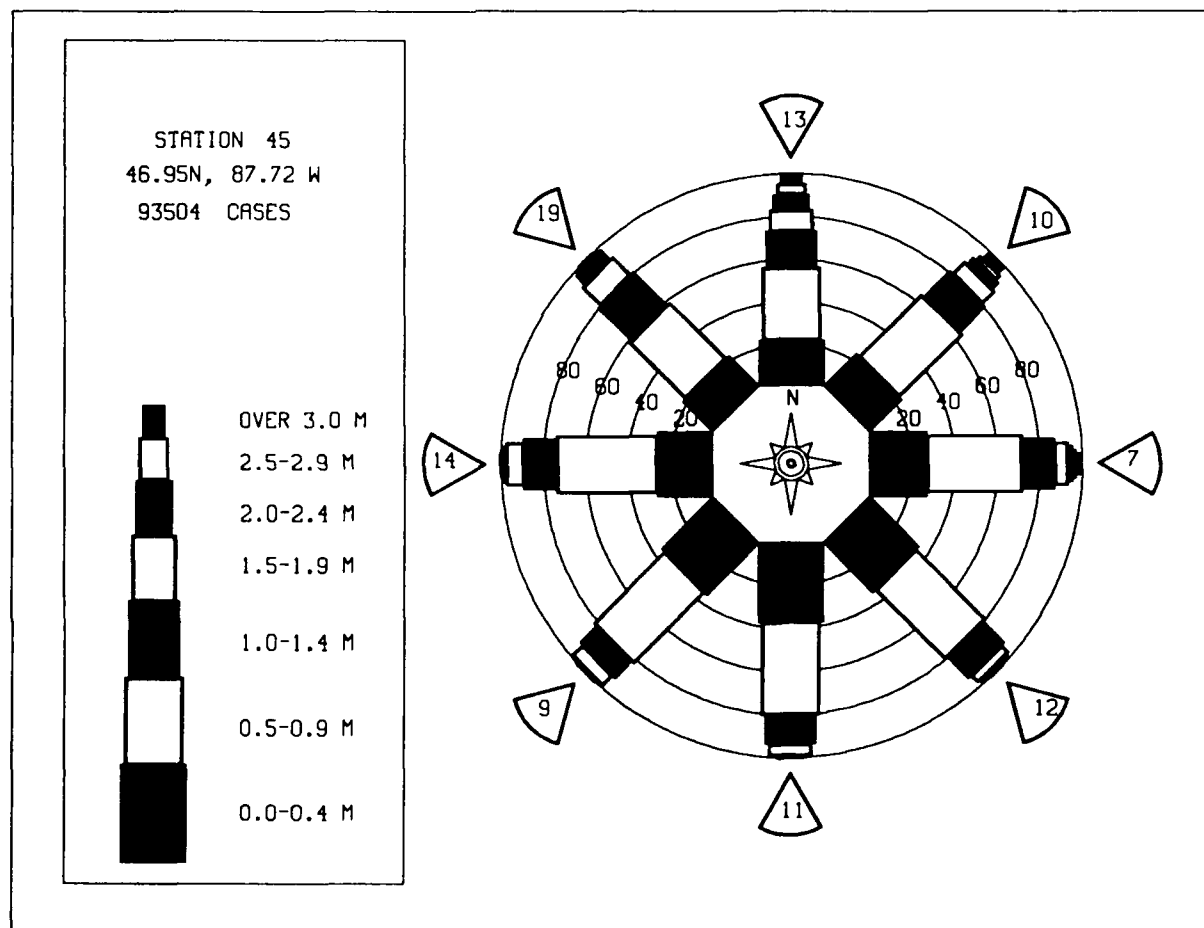 STATION 45
46.95N, 87.72 W
93504 CASES
OVER 3.0 M
2.5-2.9 M
2.0-2.4 M
1.5-1.9 M
1.0-1.4 M
0.5-0.9 M
0.0-0.4 M
13
19
10
80
60
40
20
N
20
40
60
80
14
7
9
12
11